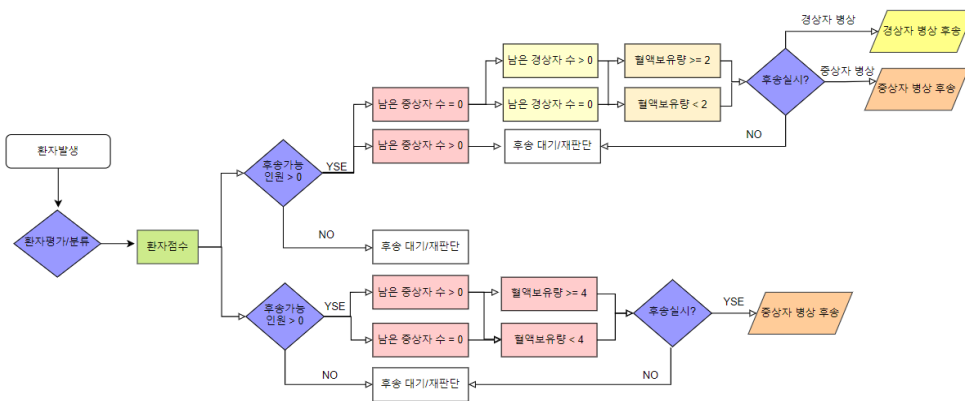 경상자 병상
경상자 병상 후송
남은 경상자 수 > 0
혈액보유량 >= 2
후송실시?
중상자 병상
중상자 병상 후송
남은 중상자 수 = 0
남은 경상자 수 = 0
혈액보유량 < 2
NO
환자발생
후송가능
인원 > 0
YSE
남은 중상자 수 > 0
후송 대기/재판단
환자평가/분류
환자점수
NO
후송 대기/재판단
후송가능
인원 > 0
YSE
남은 중상자 수 > 0
혈액보유량 >= 4
후송실시?
YSE
중상자 병상 후송
남은 중상자 수 = 0
혈액보유량 < 4
NO
후송 대기/재판단
NO